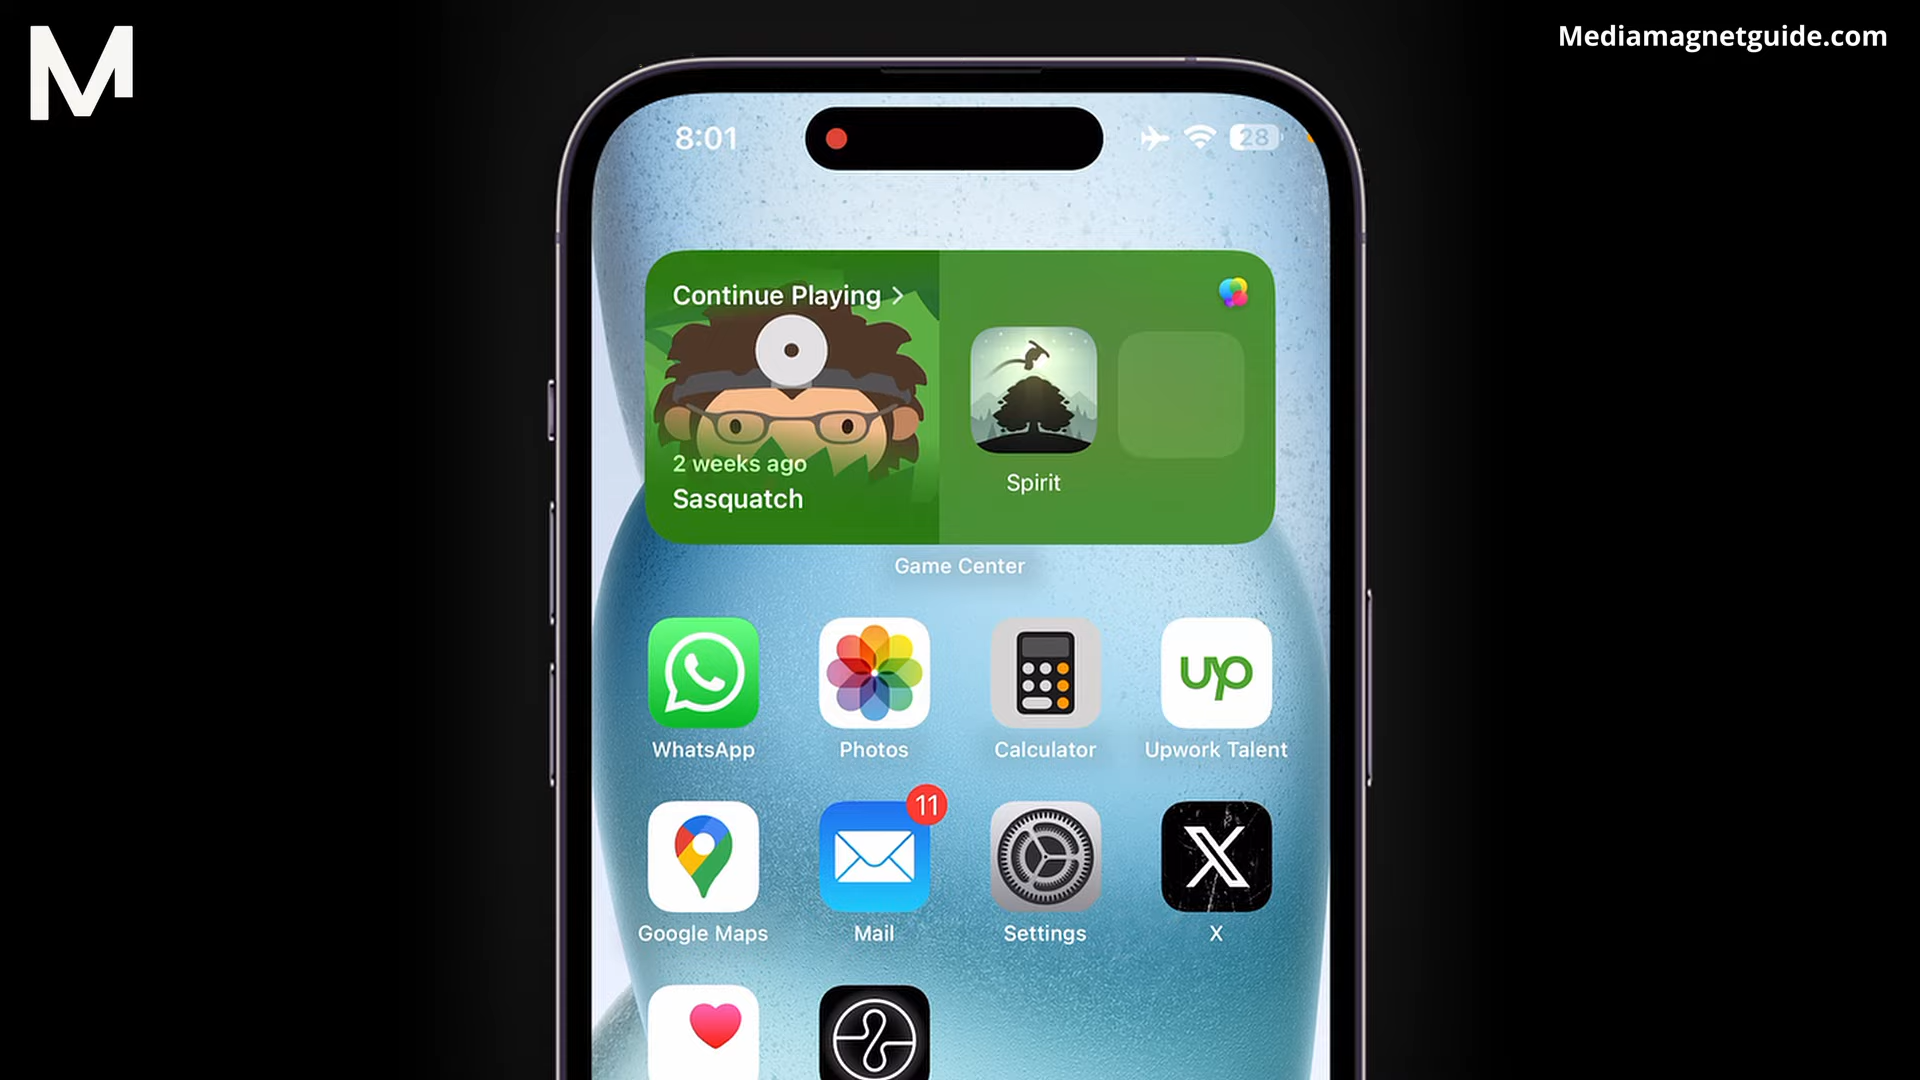 M
Mediamagnetguide.com
8:01
28
Continue Playing
2 weeks ago
Sasquatch
Spirit
Game Center
WhatsApp
Photos
Calculator
up
Upwork Talent
11
Google Maps
Mail
Settings
X
X